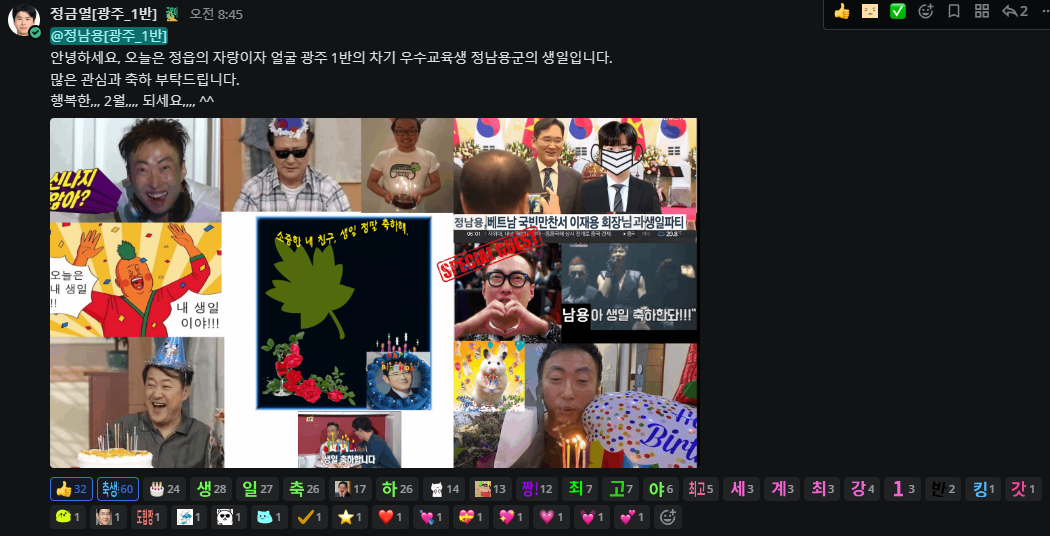 정금열[광주_1반] 오전 8:45
2
@정남용[광주_1반]
안녕하세요, 오늘은 정읍의 자랑이자 얼굴 광주 1반의 차기 우수교육생 정남용군의 생일입니다.
많은 관심과 축하 부탁드립니다.
행복한,,, 2월,,,, 되세요,,,, ^^
신나지
않아?
정남용,베트남 국빈만찬서 이재용 회장님과 생일파티
06:01
20.8
소중한 내 친구, 생일 정말 축하해.
SPECIAL GUEST
오늘은
내 생일
!!
내 생일
이야!!!
남용아 생일 축하한다!!!"
생일 축하합니다
Birth
32 축생! 60 24 생 28 일 27 축 26 17 하 26 14 13 짱! 12 최 7 고 7 야 6 최고 5 세 3 계 3 최 3 강 4 1 3 반 2 킹 1 갓 1
1 1 도립짱 1 1 1 1 1 1 1 1 1 1 1 1 1